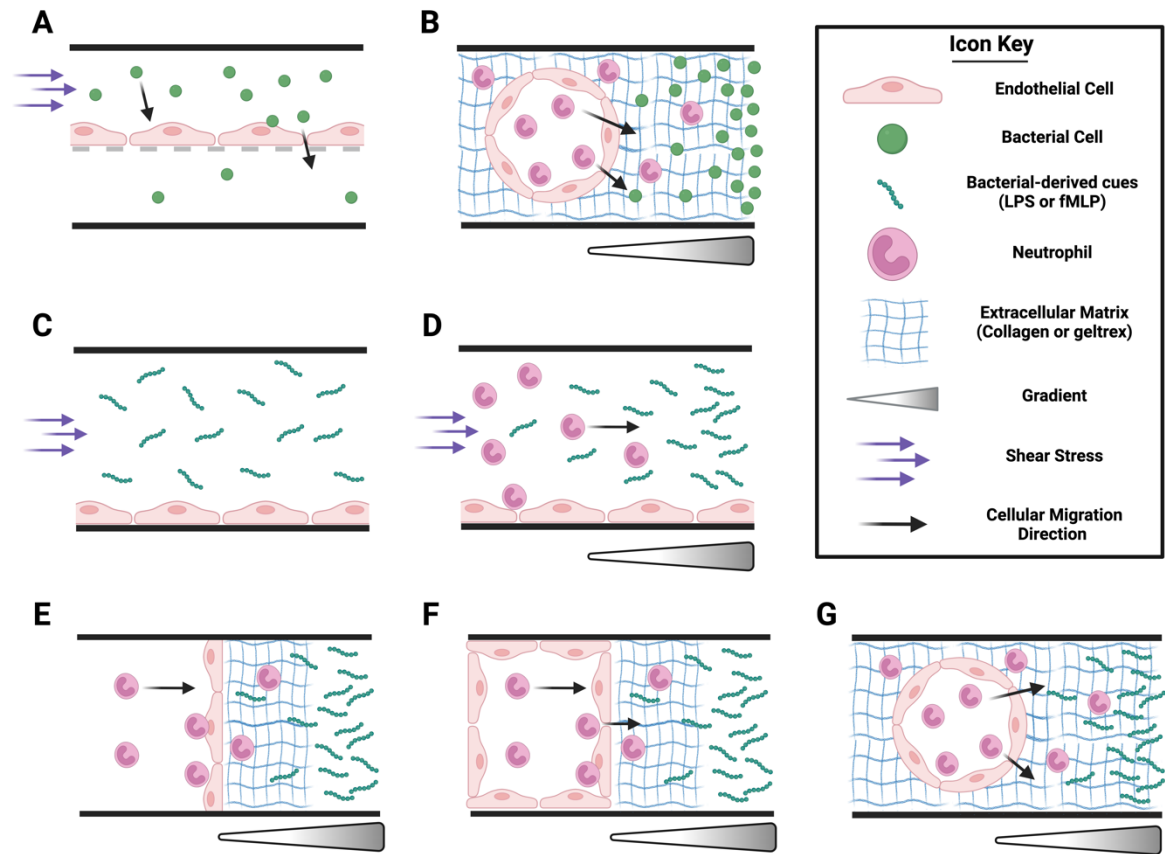 A
B
Icon Key
Endothelial Cell
Bacterial Cell
Bacterial-derived cues
(LPS or fMLP)
Neutrophil
Extracellular Matrix
(Collagen or geltrex)
Gradient
Shear Stress
Cellular Migration
Direction
C
D
E
F
G